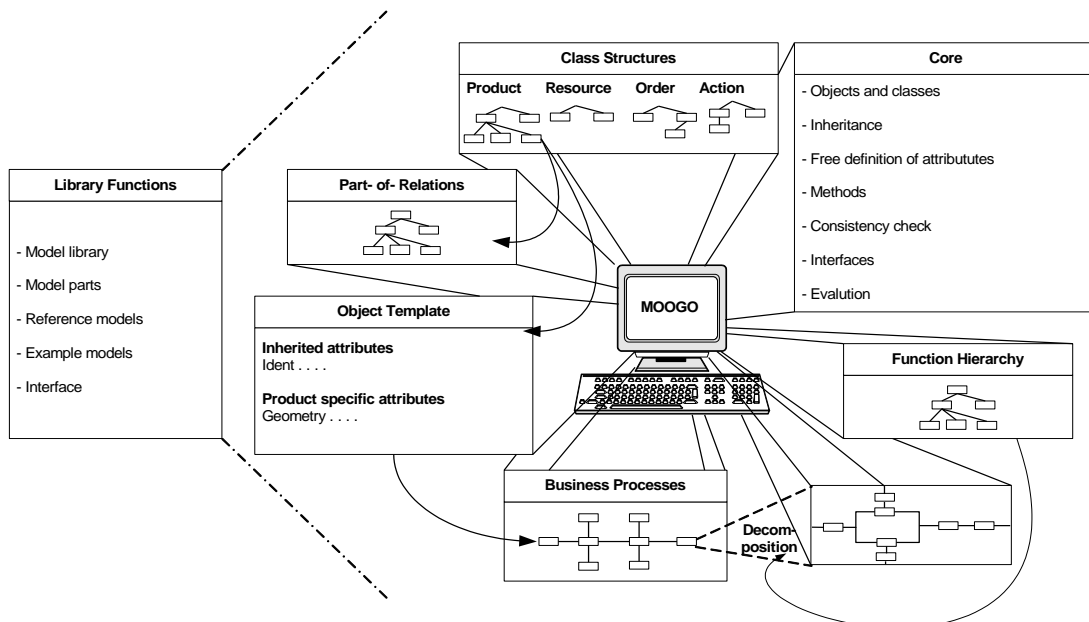 Library Functions
- Model library
- Model parts
- Reference models
- Example models
- Interface
Class Structures
Product Resource Order Action
Core
- Objects and classes
- Inheritance
- Free definition of attribututes
- Methods
- Consistency check
- Interfaces
- Evalution
Part- of- Relations
MOOGO
Object Template
Inherited attributes
Ident . . . .
Product specific attributes
Geometry . . . .
Function Hierarchy
Business Processes
Decom-
position